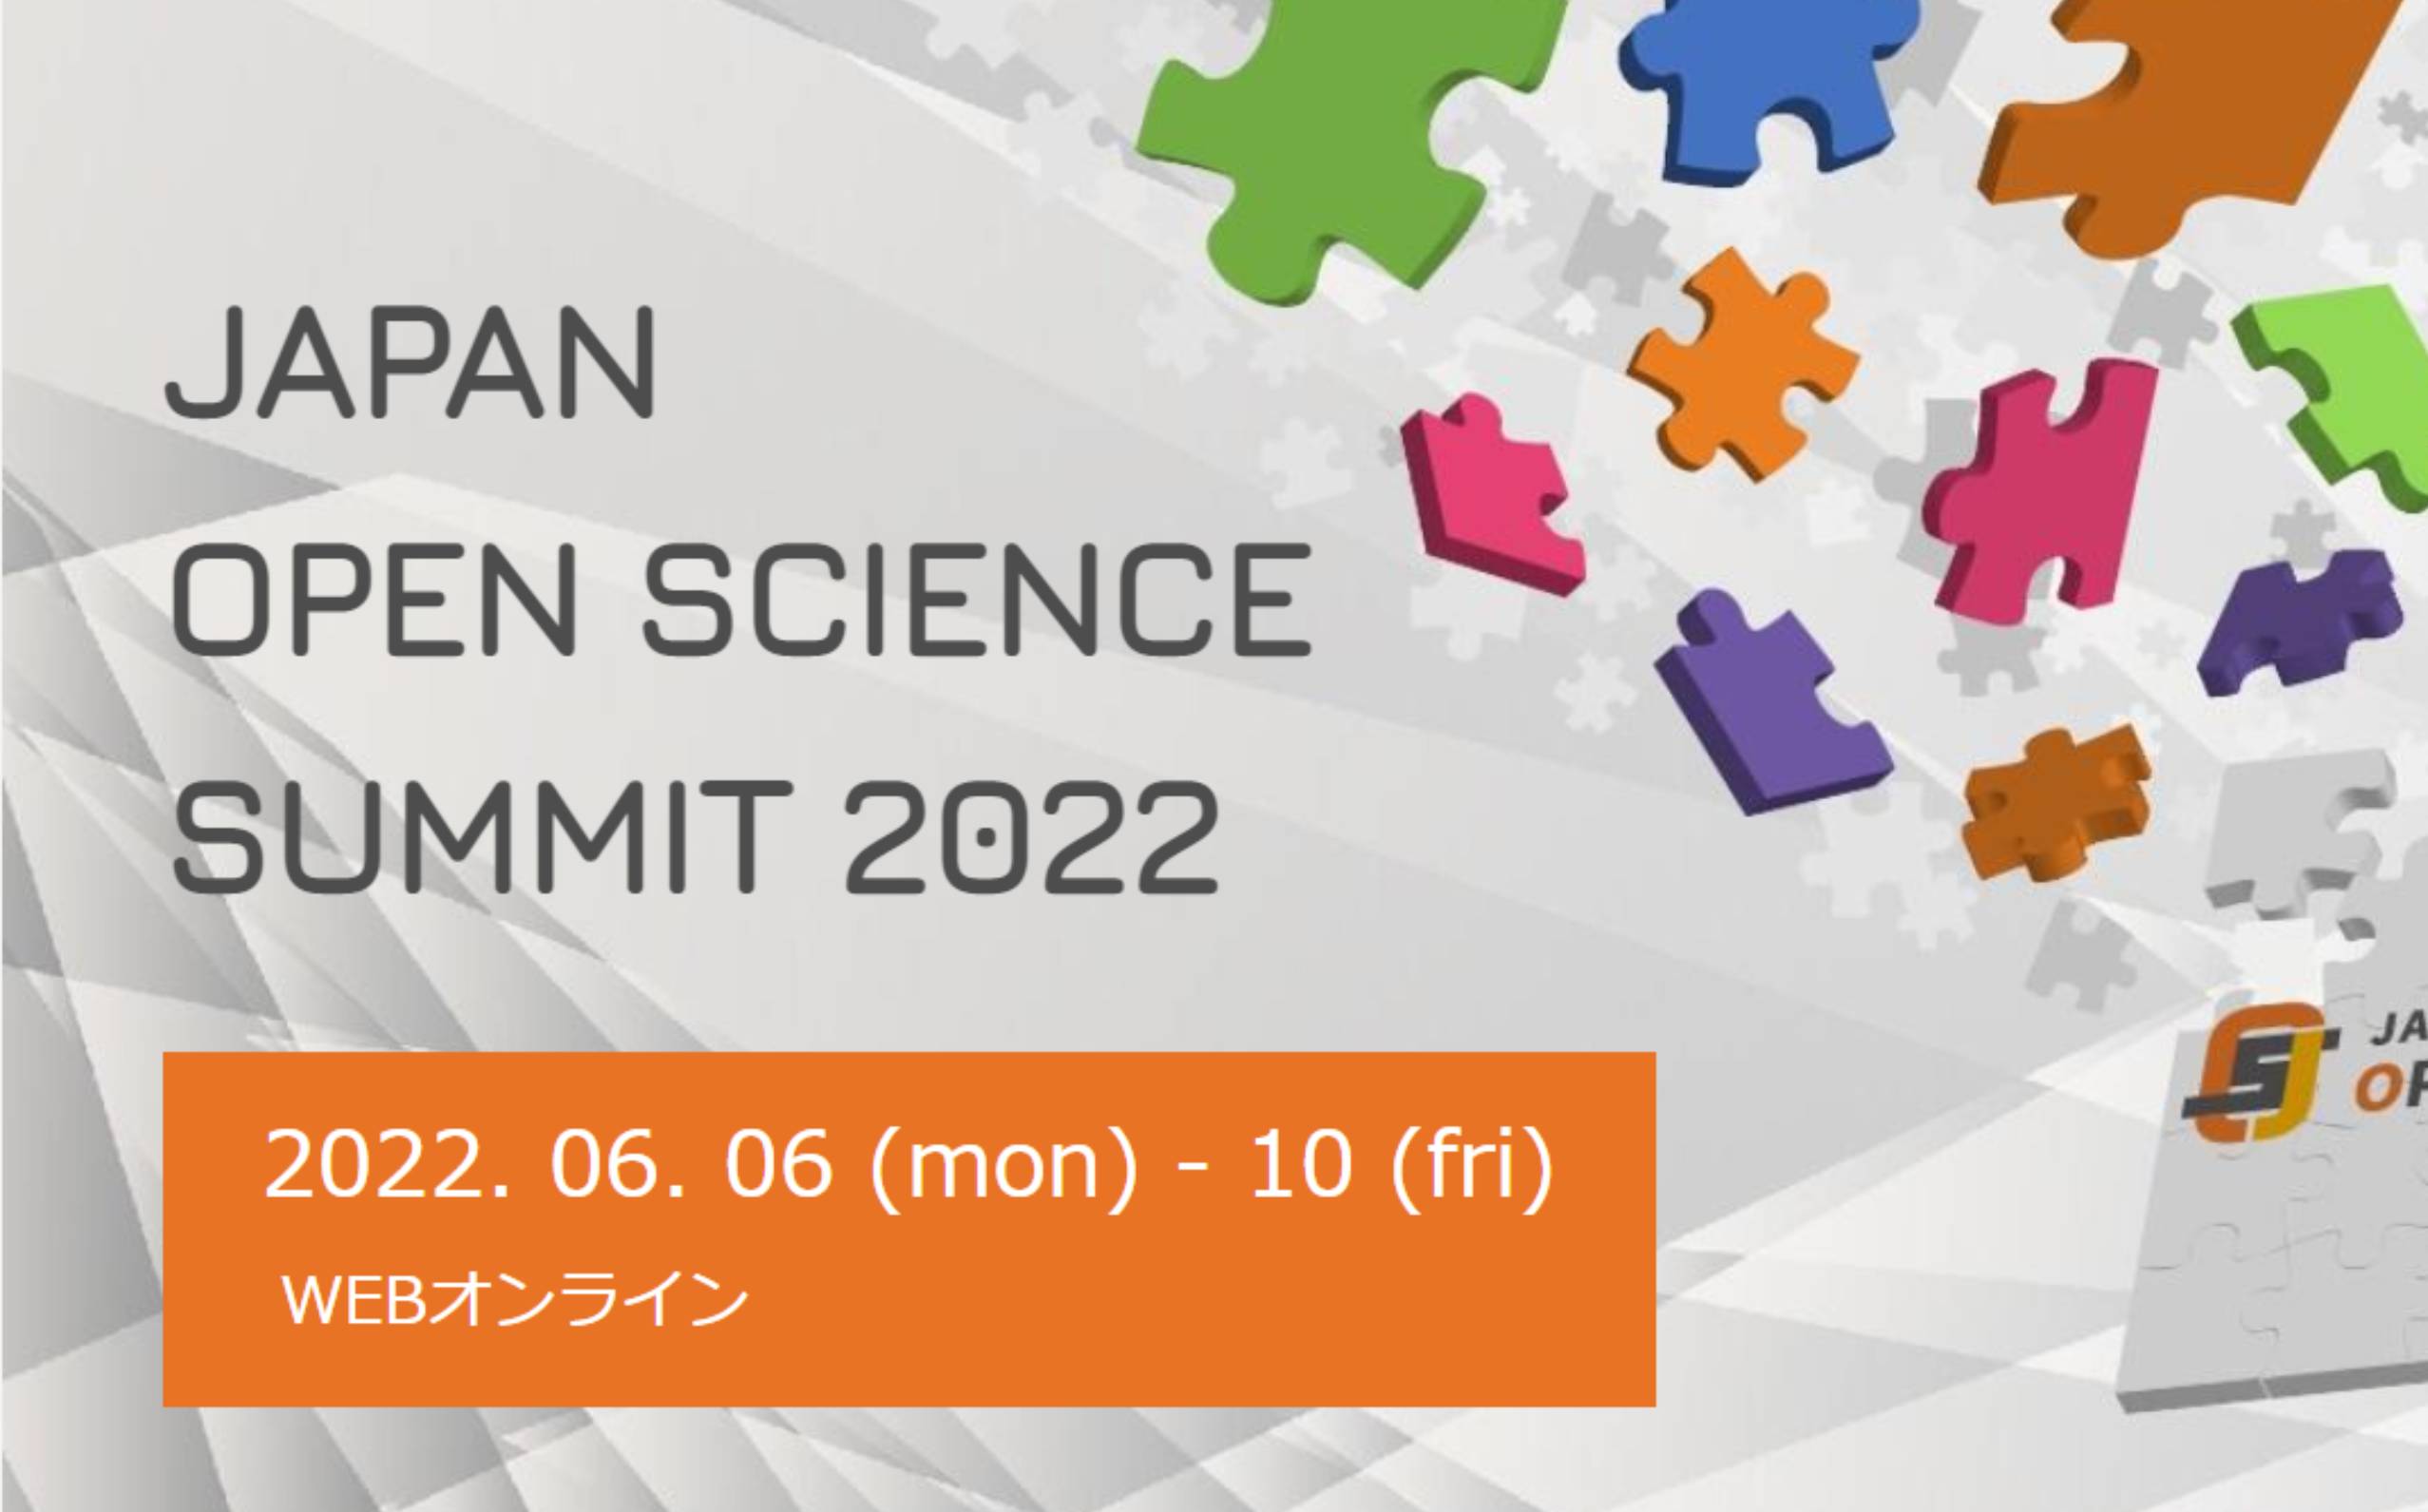 JAPAN
OPEN SCIENCE
SUMMIT 2022
2022. 06. 06 (mon) - 10 (fri)
WEBオンライン